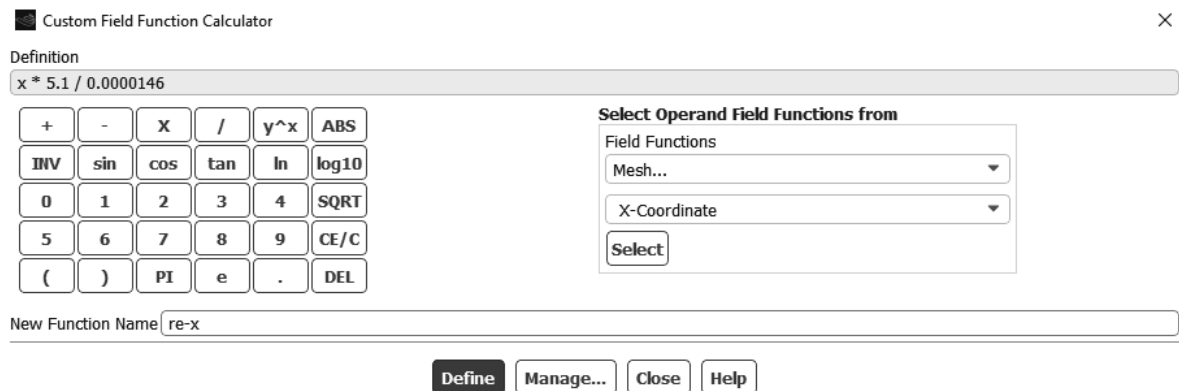 Custom Field Function Calculator
Definition
x * 5.1 / 0.0000146
+ - X / y^x ABS
INV sin cos tan ln log10
0 1 2 3 4 SQRT
5 6 7 8 9 CE/C
( ) PI e . DEL
Select Operand Field Functions from
Field Functions
Mesh...
X-Coordinate
Select
New Function Name re-x
Define Manage... Close Help